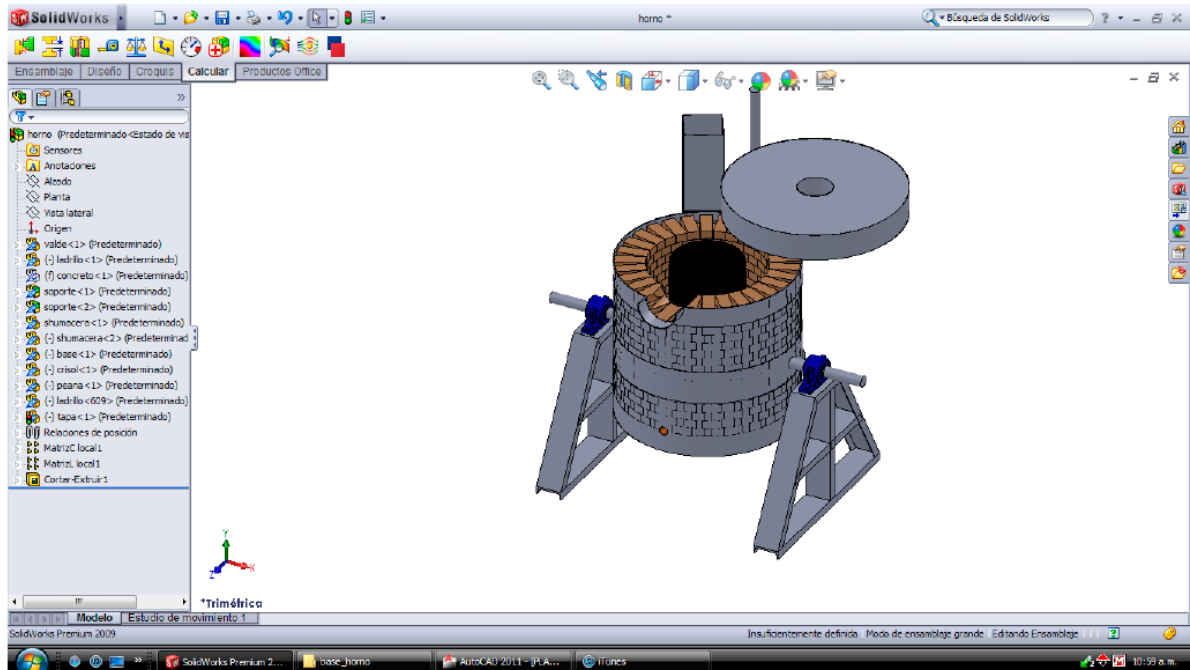 SolidWorks
horno *
Búsqueda de SolidWorks
Ensamblaje Diseño Croquis Calcular Productos Office
horno (Predeterminado<Estado de vis
Sensores
Anotaciones
Alzado
Planta
Vista lateral
Origen
valde<1> (Predeterminado)
(-) ladrillo<1> (Predeterminado)
(f) concreto<1> (Predeterminado)
soporte<1> (Predeterminado)
soporte<2> (Predeterminado)
shumacera<1> (Predeterminado)
(-) shumacera<2> (Predeterminad
(-) base<1> (Predeterminado)
(-) crisol<1> (Predeterminado)
(-) peana<1> (Predeterminado)
(-) ladrillo<609> (Predeterminado)
(-) tapa<1> (Predeterminado)
Relaciones de posición
MatrizC local1
MatrizL local1
Cortar-Extruir1
Y
X
Z
*Trimétrica
Modelo Estudio de movimiento 1
SolidWorks Premium 2009
Insuficientemente definida Modo de ensamblaje grande Editando Ensamblaje
SolidWorks Premium 2... base_horno AutoCAD 2011 - [PLA... iTunes 10:59 a.m.